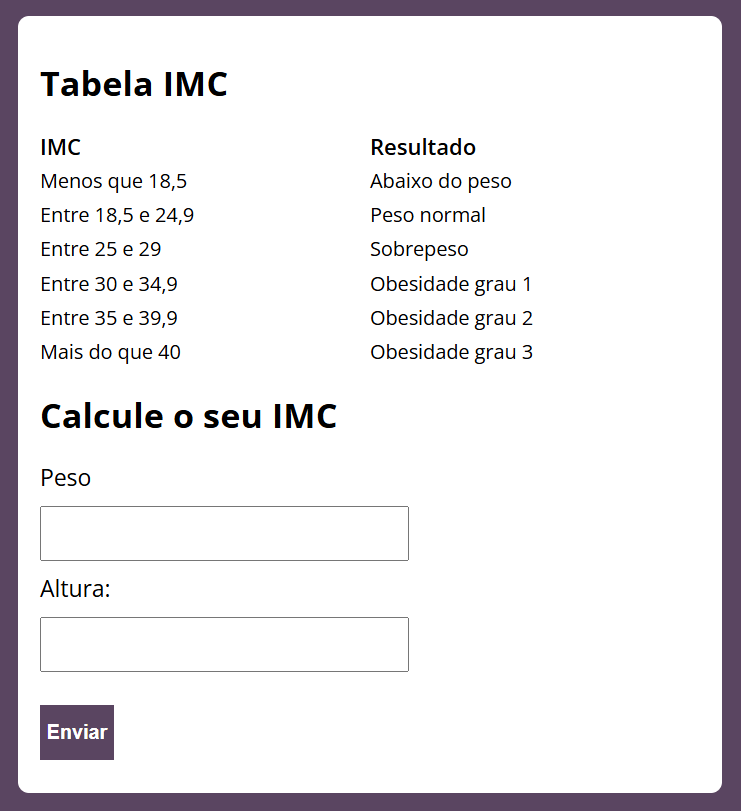 Tabela IMC
IMC Resultado
Menos que 18,5 Abaixo do peso
Entre 18,5 e 24,9 Peso normal
Entre 25 e 29 Sobrepeso
Entre 30 e 34,9 Obesidade grau 1
Entre 35 e 39,9 Obesidade grau 2
Mais do que 40 Obesidade grau 3
Calcule o seu IMC
Peso
Altura:
Enviar